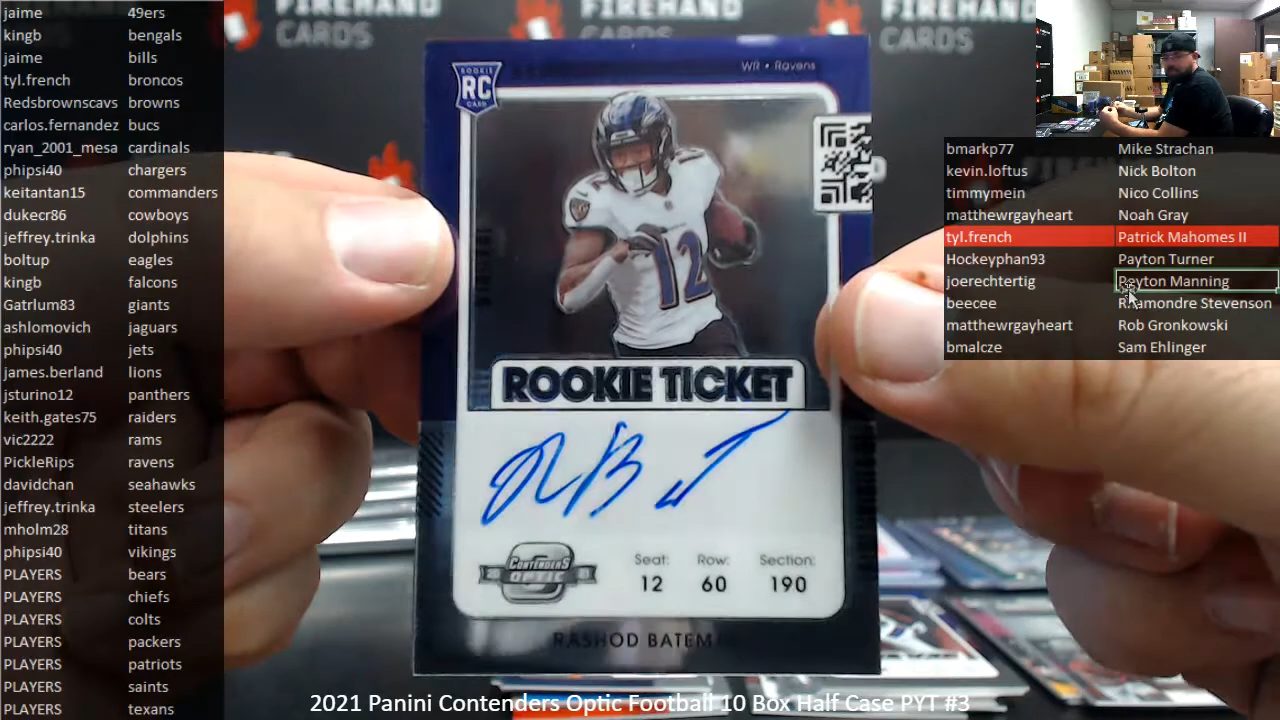 jaime 49ers
kingb bengals
jaime bills
tyl.french broncos
Redsbrownscavs browns
carlos.fernandez bucs
ryan_2001_mesa cardinals
phipsi40 chargers
keitantan15 commanders
dukecr86 cowboys
jeffrey.trinka dolphins
boltup eagles
kingb falcons
Gatrlum83 giants
ashlomovich jaguars
phipsi40 jets
james.berland lions
jsturino12 panthers
keith.gates75 raiders
vic2222 rams
PickleRips ravens
davidchan seahawks
jeffrey.trinka steelers
mholm28 titans
phipsi40 vikings
PLAYERS bears
PLAYERS chiefs
PLAYERS colts
PLAYERS packers
PLAYERS patriots
PLAYERS saints
PLAYERS texans
FIREHAND CARDS
FIREHAND CARDS
FIREHAND CARDS
WR • Ravens
ROOKIE
RC
CARD
12
ROOKIE TICKET
CONTENDERS
OPTIC
Seat: Row: Section:
12 60 190
RASHOD BATEM
bmarkp77 Mike Strachan
kevin.loftus Nick Bolton
timmymein Nico Collins
matthewrgayheart Noah Gray
tyl.french Patrick Mahomes II
Hockeyphan93 Payton Turner
joerechtertig Peyton Manning
beecee Rhamondre Stevenson
matthewrgayheart Rob Gronkowski
bmalcze Sam Ehlinger
2021 Panini Contenders Optic Football 10 Box Half Case PYT #3